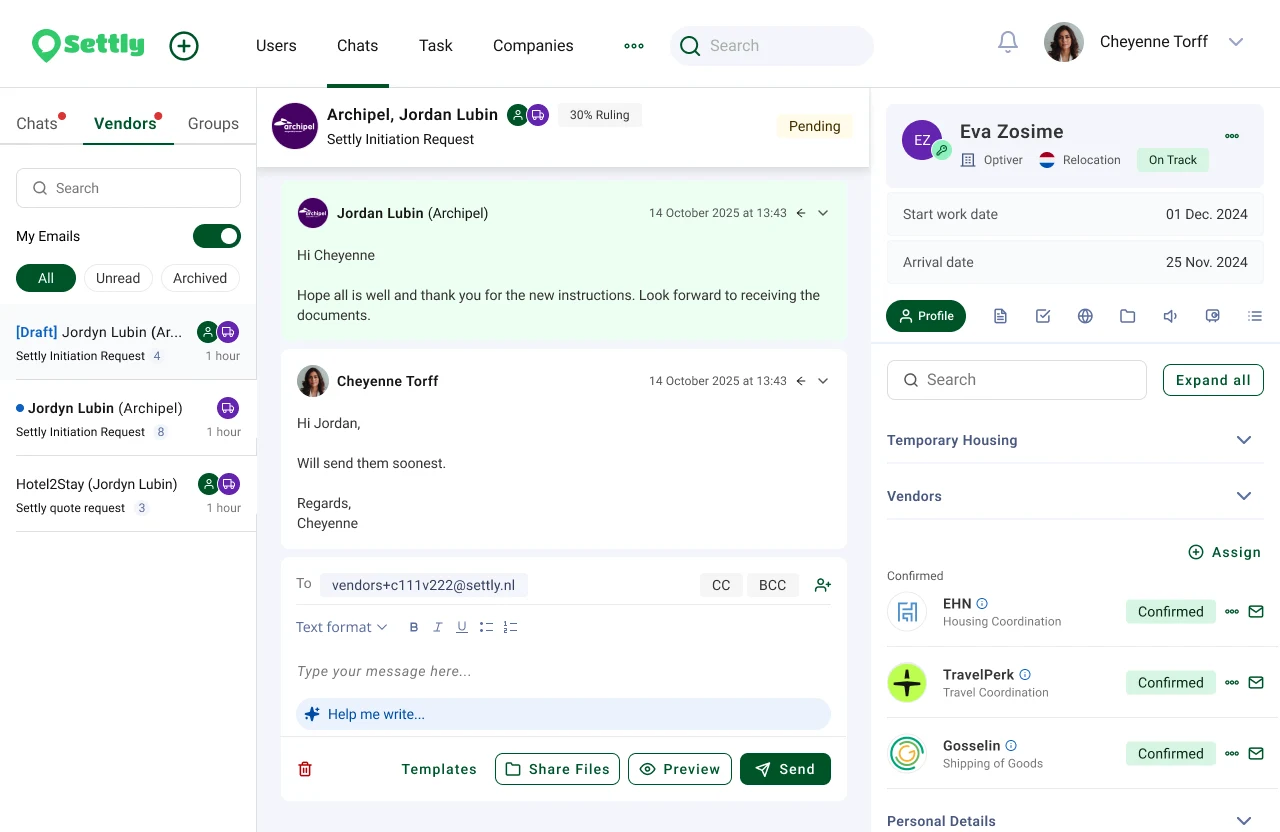 Settly
Users
Chats
Task
Companies
Search
Cheyenne Torff
Chats
Vendors
Groups
Search
My Emails
All
Unread
Archived
[Draft] Jordyn Lubin (Ar...
Settly Initiation Request 4
1 hour
Jordyn Lubin (Archipel)
Settly Initiation Request 8
1 hour
Hotel2Stay (Jordyn Lubin)
Settly quote request 3
1 hour
archipel
Archipel, Jordan Lubin
30% Ruling
Settly Initiation Request
Pending
archipel
Jordan Lubin (Archipel)
14 October 2025 at 13:43
Hi Cheyenne
Hope all is well and thank you for the new instructions. Look forward to receiving the
documents.
Cheyenne Torff
14 October 2025 at 13:43
Hi Jordan,
Will send them soonest.
Regards,
Cheyenne
To
vendors+c111v222@settly.nl
CC
BCC
Text format
B
I
U
Type your message here...
Help me write...
Templates
Share Files
Preview
Send
EZ
Eva Zosime
Optiver
Relocation
On Track
Start work date
01 Dec. 2024
Arrival date
25 Nov. 2024
Profile
Search
Expand all
Temporary Housing
Vendors
Assign
Confirmed
EHN
Housing Coordination
Confirmed
TravelPerk
Travel Coordination
Confirmed
Gosselin
Shipping of Goods
Confirmed
Personal Details